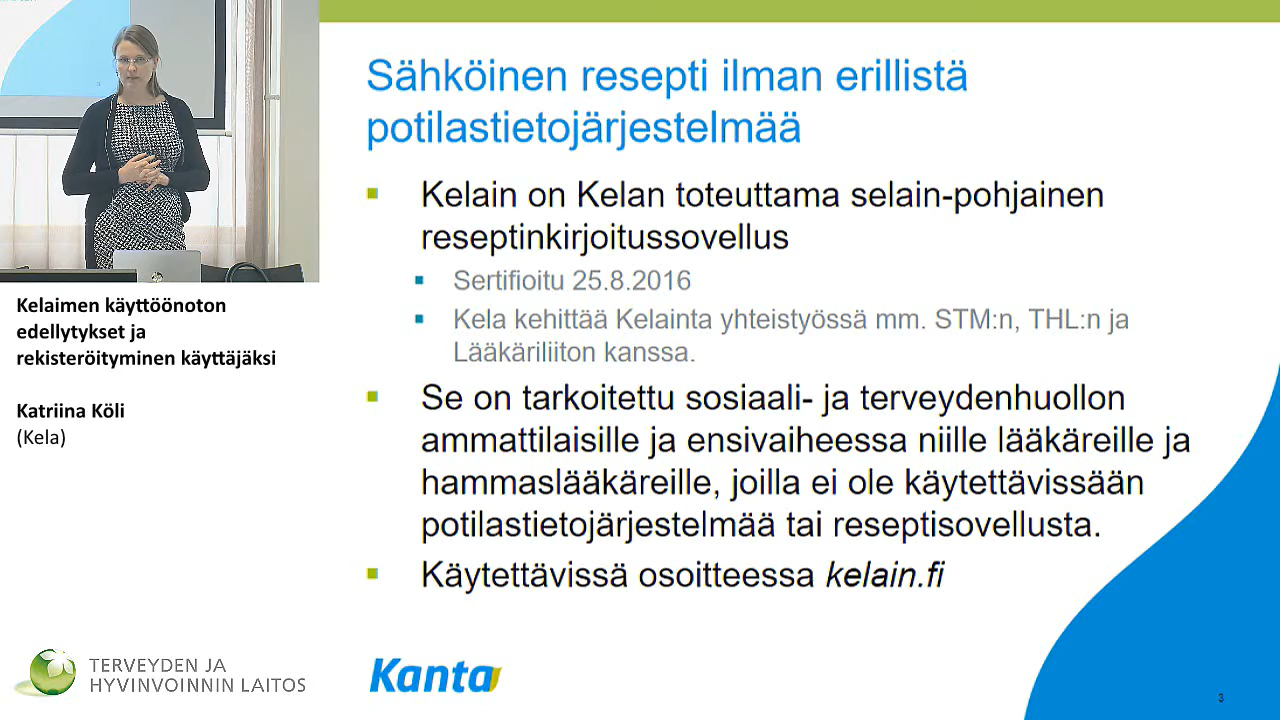 Sähköinen resepti ilman erillistä
potilastietojärjestelmää
Kelain on Kelan toteuttama selain-pohjainen
reseptinkirjoitussovellus
Sertifioitu 25.8.2016
Kela kehittää Kelainta yhteistyössä mm. STM:n, THL:n ja
Lääkäriliiton kanssa.
Se on tarkoitettu sosiaali- ja terveydenhuollon
ammattilaisille ja ensivaiheessa niille lääkäreille ja
hammaslääkäreille, joilla ei ole käytettävissään
potilastietojärjestelmää tai reseptisovellusta.
Käytettävissä osoitteessa kelain.fi
Kelaimen käyttöönoton
edellytykset ja
rekisteröityminen käyttäjäksi
Katriina Köli
(Kela)
TERVEYDEN JA
HYVINVOINNIN LAITOS
Kanta
3